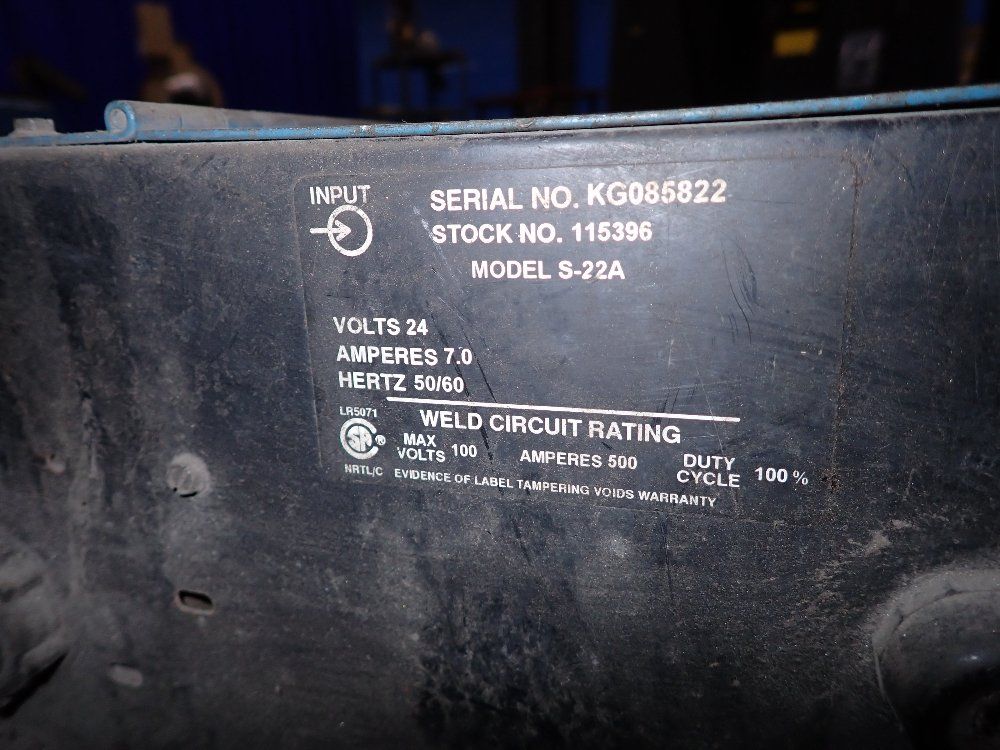 INPUT
SERIAL NO. KG085822
STOCK NO. 115396
MODEL S-22A
VOLTS 24
AMPERES 7.0
HERTZ 50/60
WELD CIRCUIT RATING
LR5071
SA ®
NRTL/C
MAX VOLTS 100 AMPERES 500 DUTY CYCLE 100 %
EVIDENCE OF LABEL TAMPERING VOIDS WARRANTY